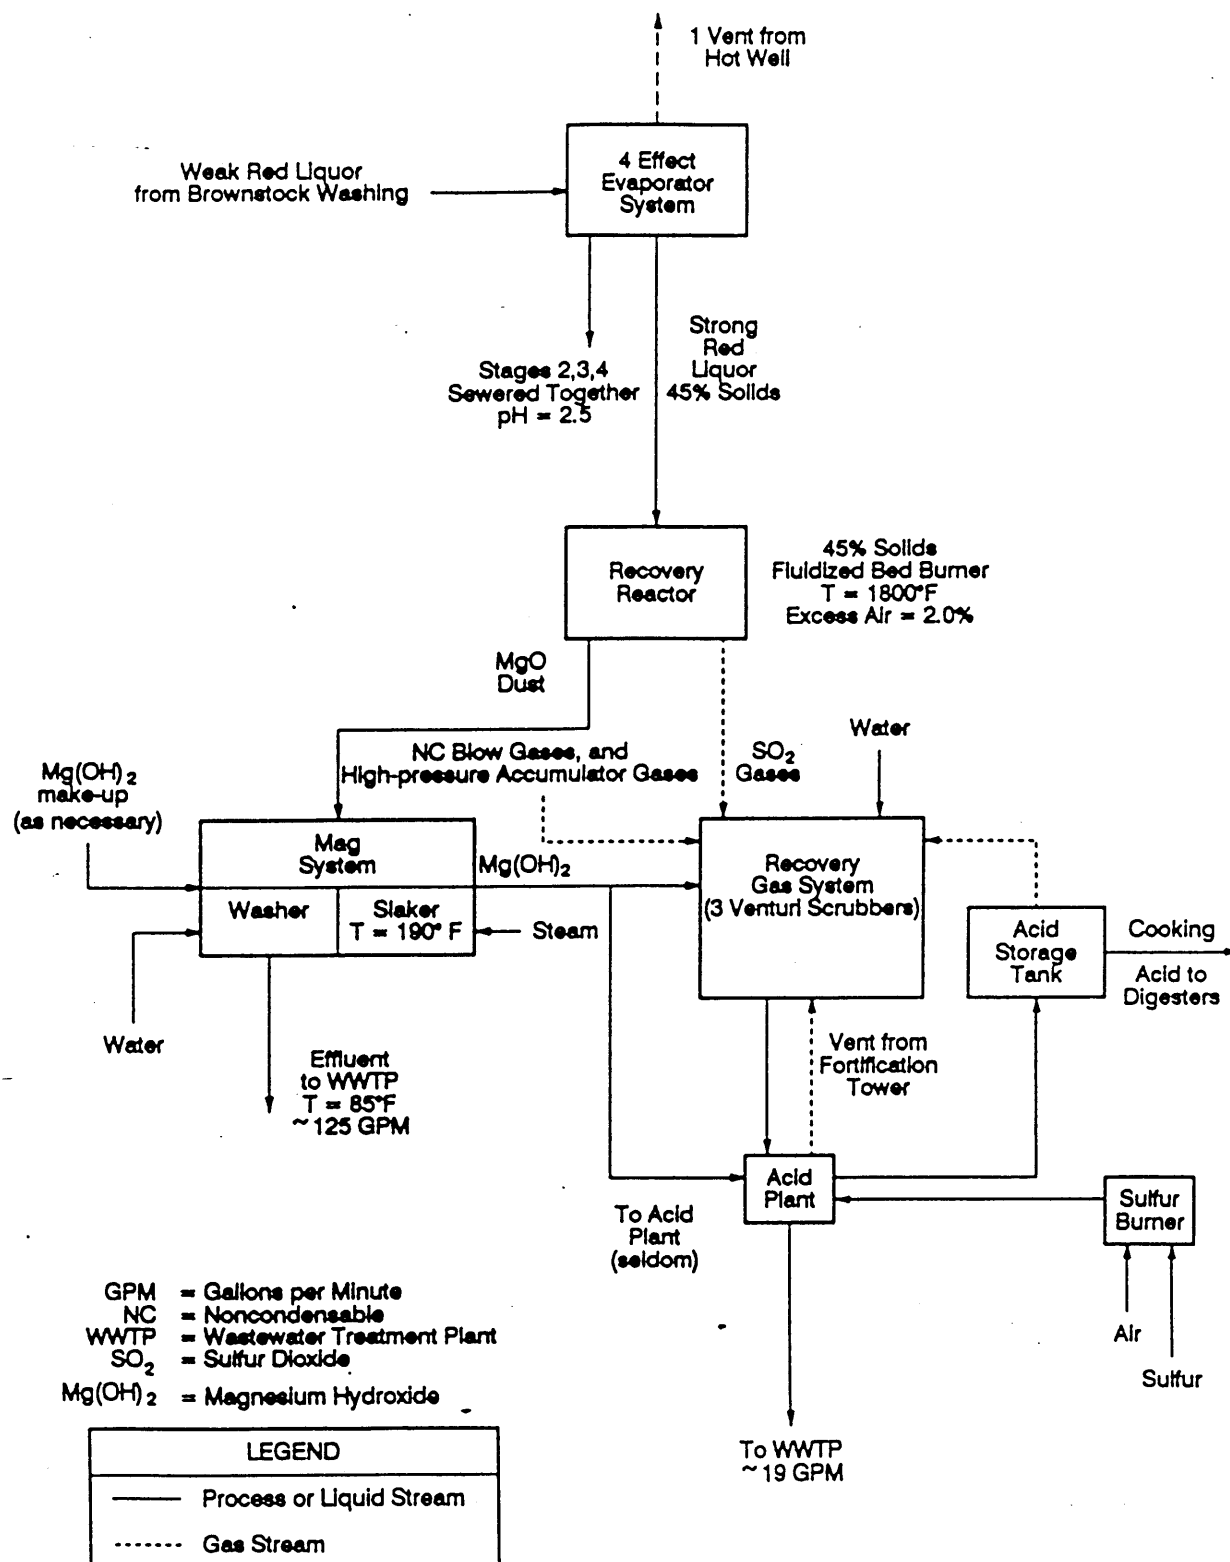 1 Vent from
Hot Well
4 Effect
Evaporator
System
Weak Red Liquor
from Brownstock Washing
Stages 2,3,4
Sewered Together
pH = 2.5
Strong
Red
Liquor
45% Solids
Recovery
Reactor
45% Solids
Fluidized Bed Burner
T = 1800°F
Excess Air = 2.0%
MgO
Dust
NC Blow Gases, and
High-pressure Accumulator Gases
SO2
Gases
Water
Mg(OH)2
make-up
(as necessary)
Mag
System
Washer
Slaker
T = 190° F
Mg(OH)2
Steam
Recovery
Gas System
(3 Venturi Scrubbers)
Acid
Storage
Tank
Cooking
Acid to
Digesters
Water
Effluent
to WWTP
T = 85°F
~125 GPM
Vent from
Fortification
Tower
Acid
Plant
To Acid
Plant
(seldom)
Sulfur
Burner
Air
Sulfur
To WWTP
~19 GPM
GPM = Gallons per Minute
NC = Noncondensable
WWTP = Wastewater Treatment Plant
SO2 = Sulfur Dioxide
Mg(OH)2 = Magnesium Hydroxide
LEGEND
Process or Liquid Stream
Gas Stream